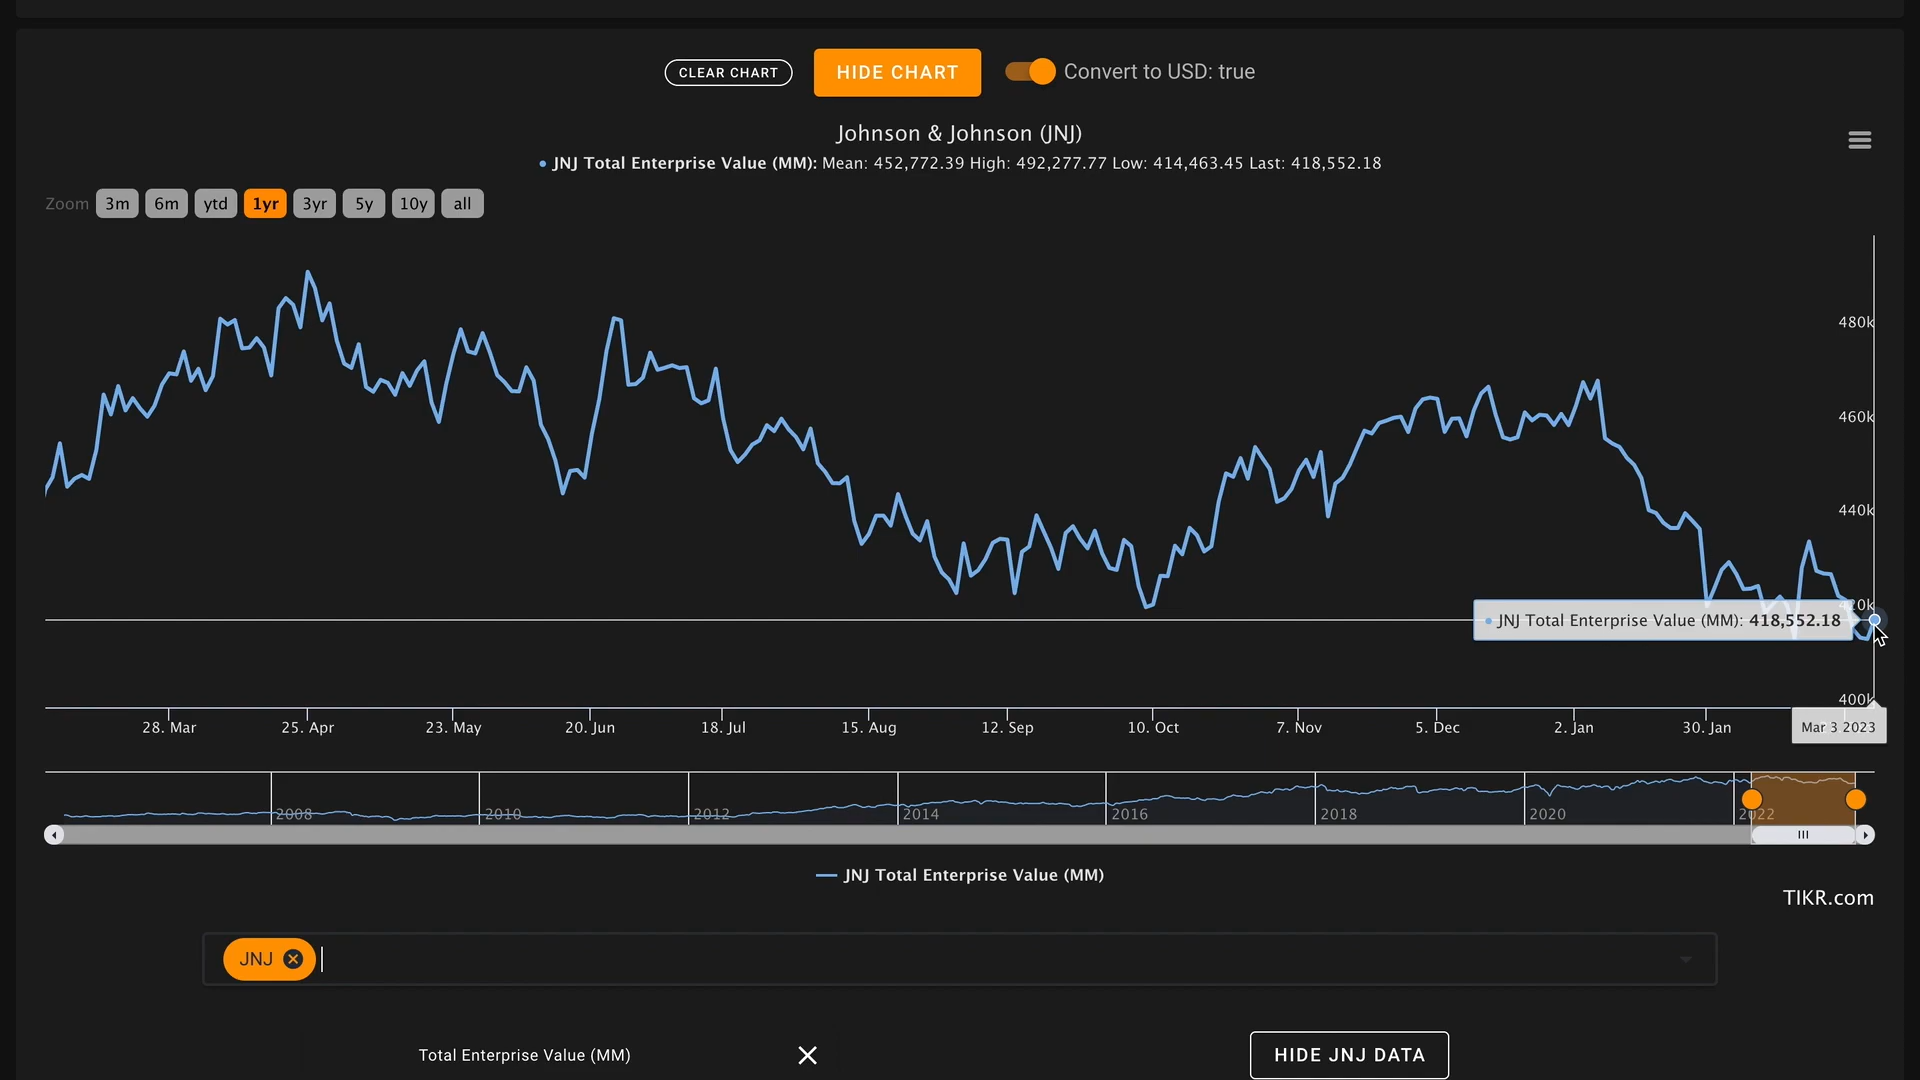 CLEAR CHART
HIDE CHART
Convert to USD: true
Johnson & Johnson (JNJ)
JNJ Total Enterprise Value (MM): Mean: 452,772.39 High: 492,277.77 Low: 414,463.45 Last: 418,552.18
Zoom 3m 6m ytd 1yr 3yr 5y 10y all
480k
460k
440k
JNJ Total Enterprise Value (MM): 418,552.18
400k
28. Mar 25. Apr 23. May 20. Jun 18. Jul 15. Aug 12. Sep 10. Oct 7. Nov 5. Dec 2. Jan 30. Jan Mar 3 2023
2008 2010 2012 2014 2016 2018 2020 2022
JNJ Total Enterprise Value (MM)
TIKR.com
JNJ
Total Enterprise Value (MM)
HIDE JNJ DATA